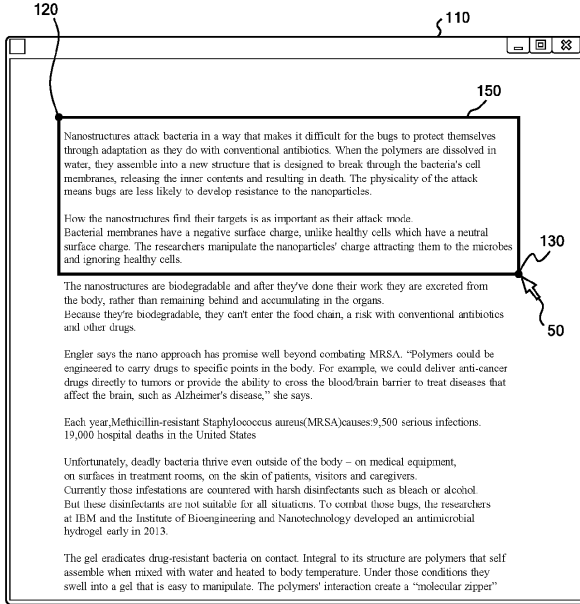 120
110
150
Nanostructures attack bacteria in a way that makes it difficult for the bugs to protect themselves
through adaptation as they do with conventional antibiotics. When the polymers are dissolved in
water, they assemble into a new structure that is designed to break through the bacteria's cell
membranes, releasing the inner contents and resulting in death. The physicality of the attack
means bugs are less likely to develop resistance to the nanoparticles.
How the nanostructures find their targets is as important as their attack mode.
Bacterial membranes have a negative surface charge, unlike healthy cells which have a neutral
surface charge. The researchers manipulate the nanoparticles' charge attracting them to the microbes
and ignoring healthy cells.
130
The nanostructures are biodegradable and after they've done their work they are excreted from
the body, rather than remaining behind and accumulating in the organs.
Because they're biodegradable, they can't enter the food chain, a risk with conventional antibiotics
and other drugs.
50
Engler says the nano approach has promise well beyond combating MRSA. “Polymers could be
engineered to carry drugs to specific points in the body. For example, we could deliver anti-cancer
drugs directly to tumors or provide the ability to cross the blood/brain barrier to treat diseases that
affect the brain, such as Alzheimer's disease,” she says.
Each year,Methicillin-resistant Staphylococcus aureus(MRSA)causes:9,500 serious infections.
19,000 hospital deaths in the United States
Unfortunately, deadly bacteria thrive even outside of the body – on medical equipment,
on surfaces in treatment rooms, on the skin of patients, visitors and caregivers.
Currently those infestations are countered with harsh disinfectants such as bleach or alcohol.
But these disinfectants are not suitable for all situations. To combat those bugs, the researchers
at IBM and the Institute of Bioengineering and Nanotechnology developed an antimicrobial
hydrogel early in 2013.
The gel eradicates drug-resistant bacteria on contact. Integral to its structure are polymers that self
assemble when mixed with water and heated to body temperature. Under those conditions they
swell into a gel that is easy to manipulate. The polymers' interaction create a “molecular zipper”